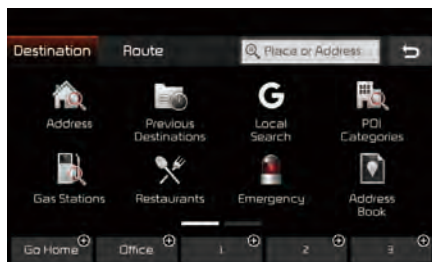 Destination Route Place or Address
G
Address Previous Destinations Local Search POI Categories
Gas Stations Restaurants Emergency Address Book
Go Home Office 1 2 3